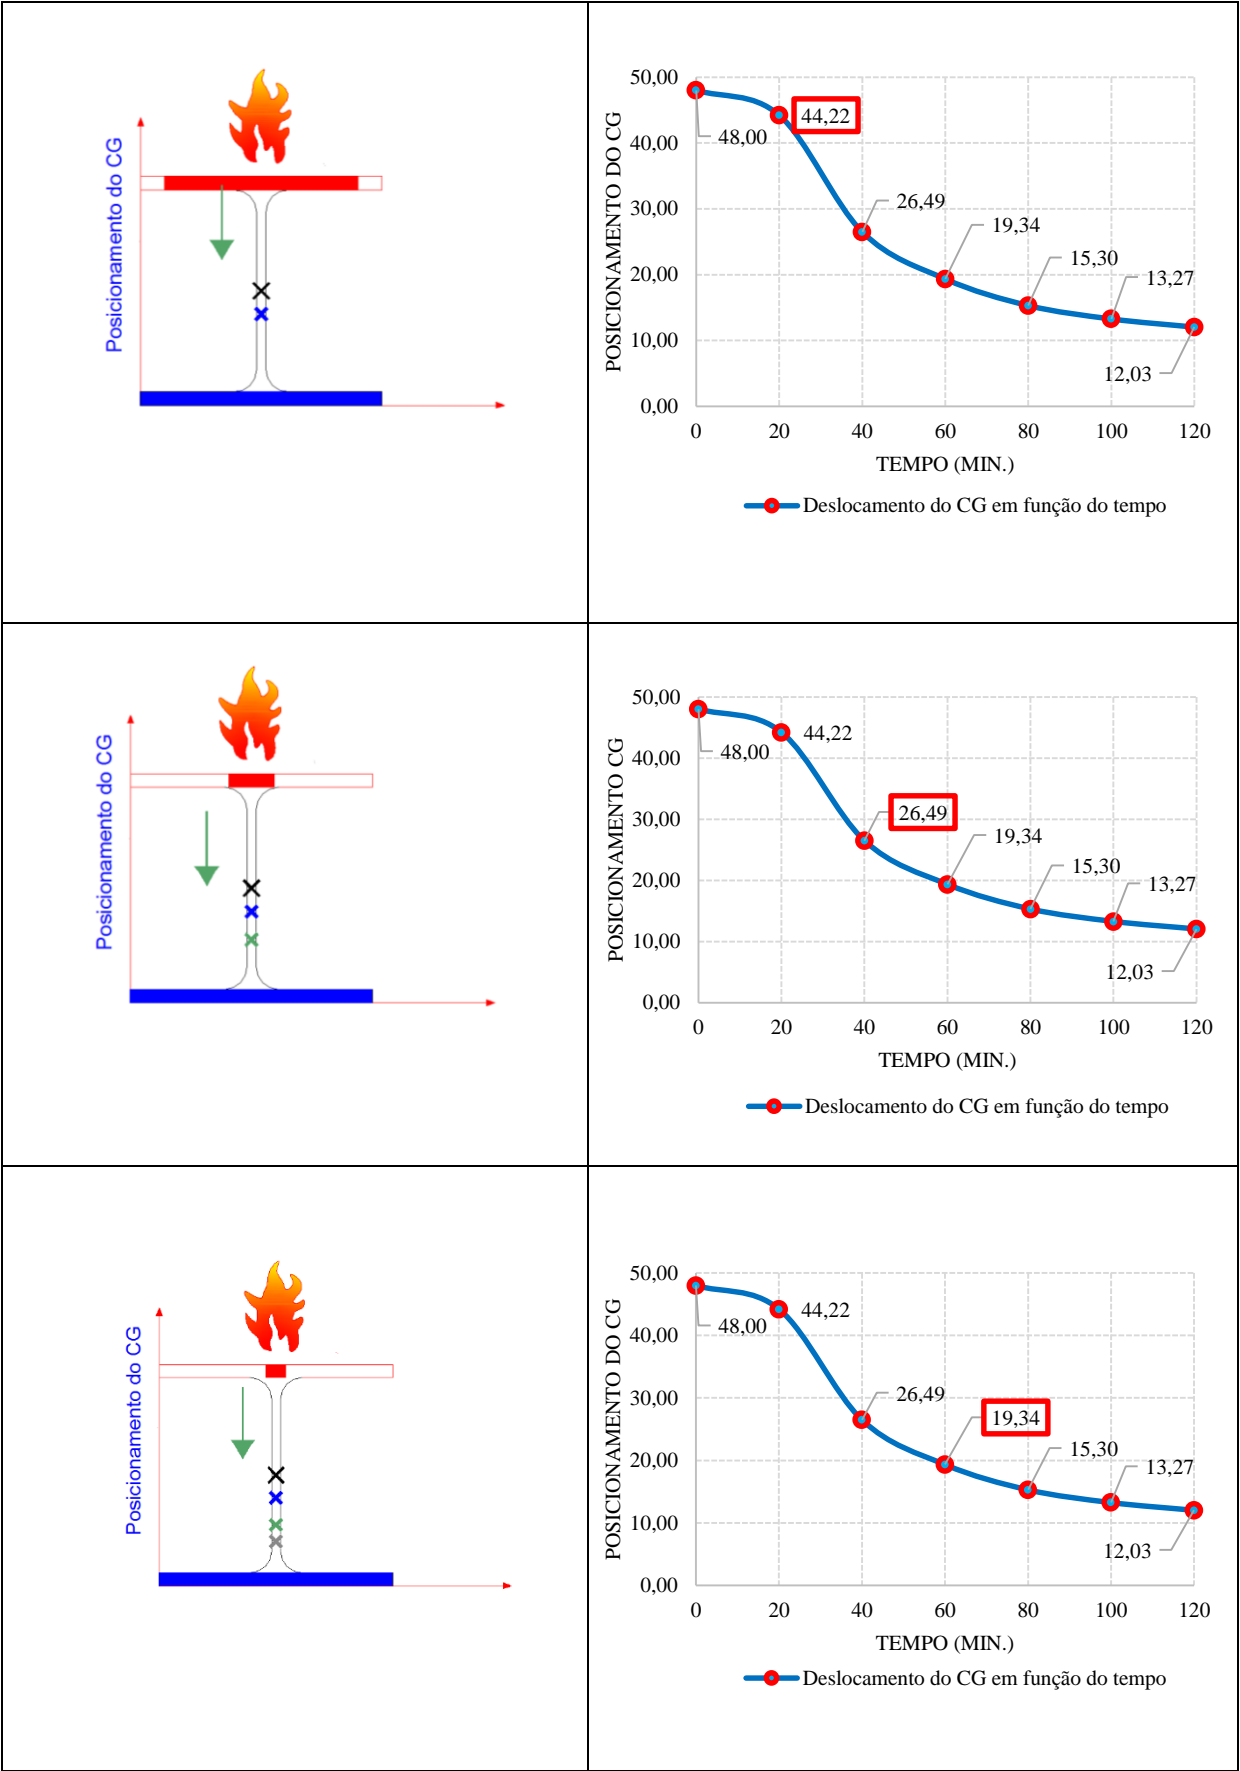 Posicionamento do CG
POSICIONAMENTO DO CG
50,00
40,00
30,00
20,00
10,00
0,00
48,00
44,22
26,49
19,34
15,30
13,27
12,03
0 20 40 60 80 100 120
TEMPO (MIN.)
Deslocamento do CG em função do tempo
Posicionamento do CG
POSICIONAMENTO CG
50,00
40,00
30,00
20,00
10,00
0,00
48,00
44,22
26,49
19,34
15,30
13,27
12,03
0 20 40 60 80 100 120
TEMPO (MIN.)
Deslocamento do CG em função do tempo
Posicionamento do CG
POSICIONAMENTO DO CG
50,00
40,00
30,00
20,00
10,00
0,00
48,00
44,22
26,49
19,34
15,30
13,27
12,03
0 20 40 60 80 100 120
TEMPO (MIN.)
Deslocamento do CG em função do tempo